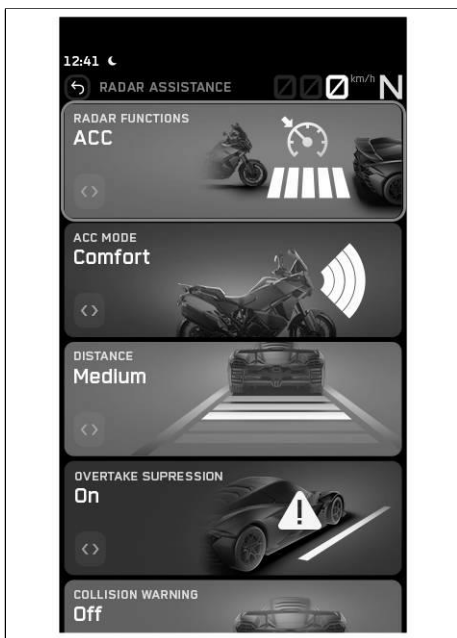 12:41
RADAR ASSISTANCE
000 km/h N
RADAR FUNCTIONS
ACC
ACC MODE
Comfort
DISTANCE
Medium
OVERTAKE SUPRESSION
On
COLLISION WARNING
Off